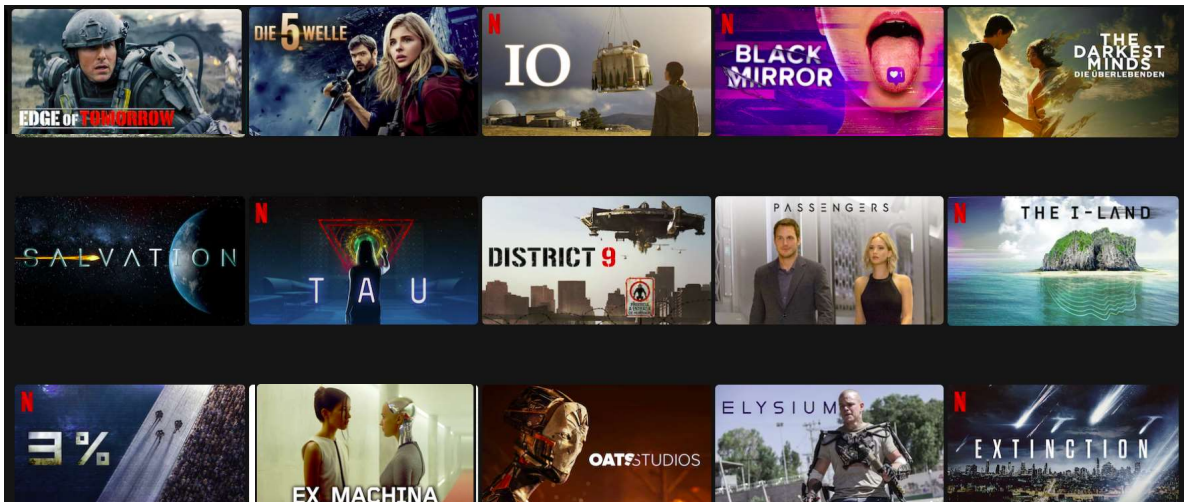 EDGE OF TOMORROW
DIE 5. WELLE
N
IO
N
BLACK
MIRROR
1
THE
DARKEST
MINDS
DIE ÜBERLEBENDEN
SALVATION
N
TAU
DISTRICT 9
PASSENGERS
N
THE I-LAND
N
3%
EX MACHINA
OATS STUDIOS
ELYSIUM
N
EXTINCTION